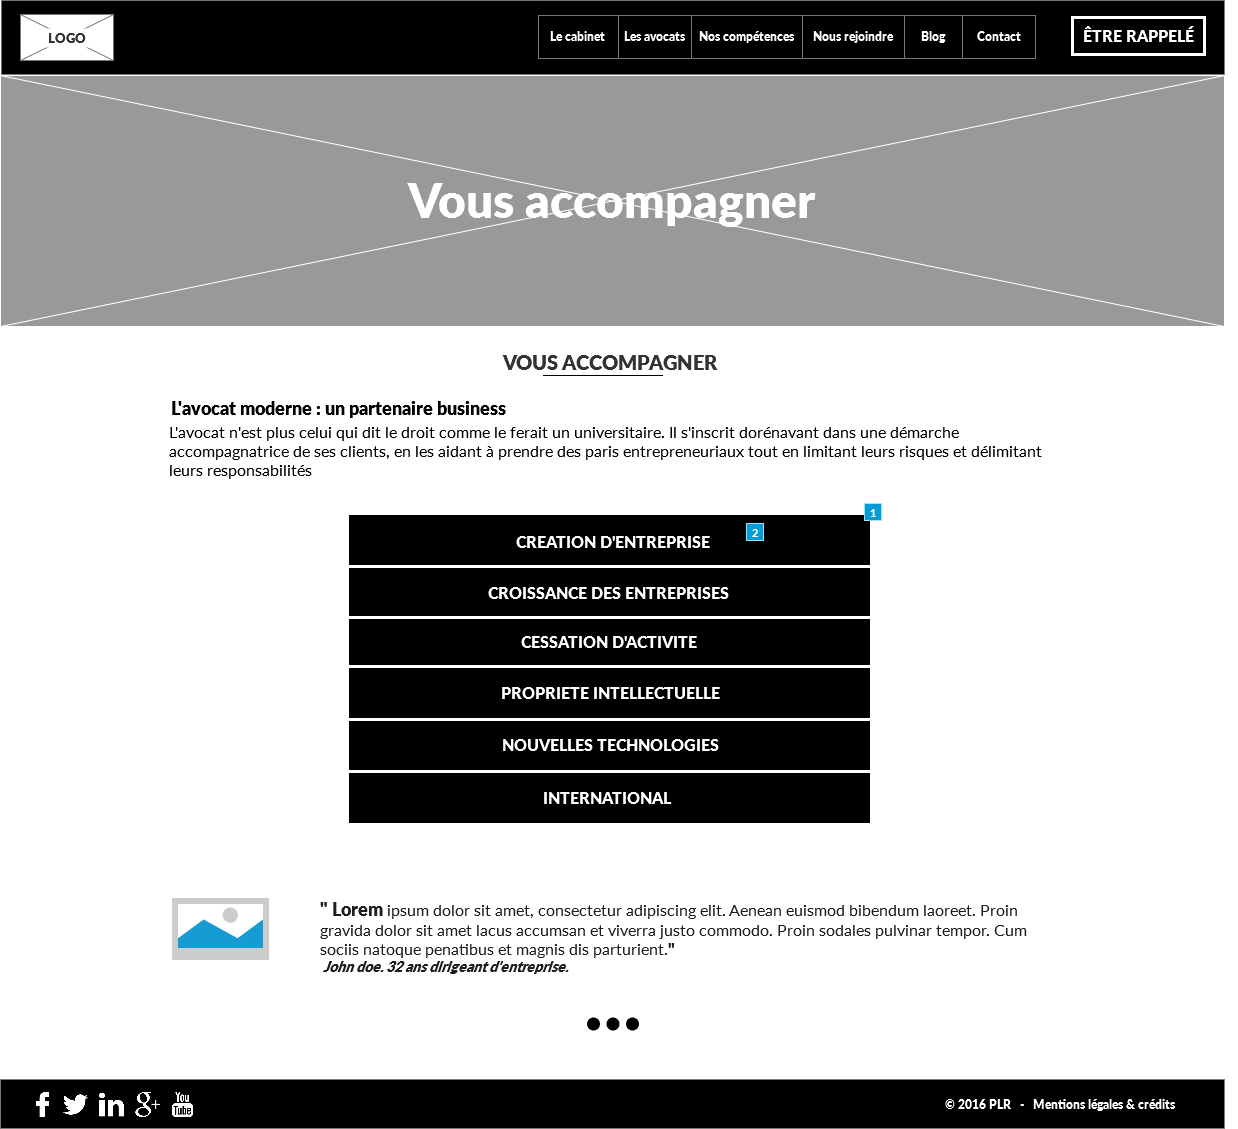 LOGO
Le cabinet
Les avocats
Nos compétences
Nous rejoindre
Blog
Contact
ÊTRE RAPPELÉ
Vous accompagner
VOUS ACCOMPAGNER
L'avocat moderne : un partenaire business
L'avocat n'est plus celui qui dit le droit comme le ferait un universitaire. Il s'inscrit dorénavant dans une démarche
accompagnatrice de ses clients, en les aidant à prendre des paris entrepreneuriaux tout en limitant leurs risques et délimitant
leurs responsabilités
1
2
CREATION D'ENTREPRISE
CROISSANCE DES ENTREPRISES
CESSATION D'ACTIVITE
PROPRIETE INTELLECTUELLE
NOUVELLES TECHNOLOGIES
INTERNATIONAL
" Lorem ipsum dolor sit amet, consectetur adipiscing elit. Aenean euismod bibendum laoreet. Proin
gravida dolor sit amet lacus accumsan et viverra justo commodo. Proin sodales pulvinar tempor. Cum
sociis natoque penatibus et magnis dis parturient."
John doe. 32 ans dirigeant d'entreprise.
You
Tube
© 2016 PLR - Mentions légales & crédits